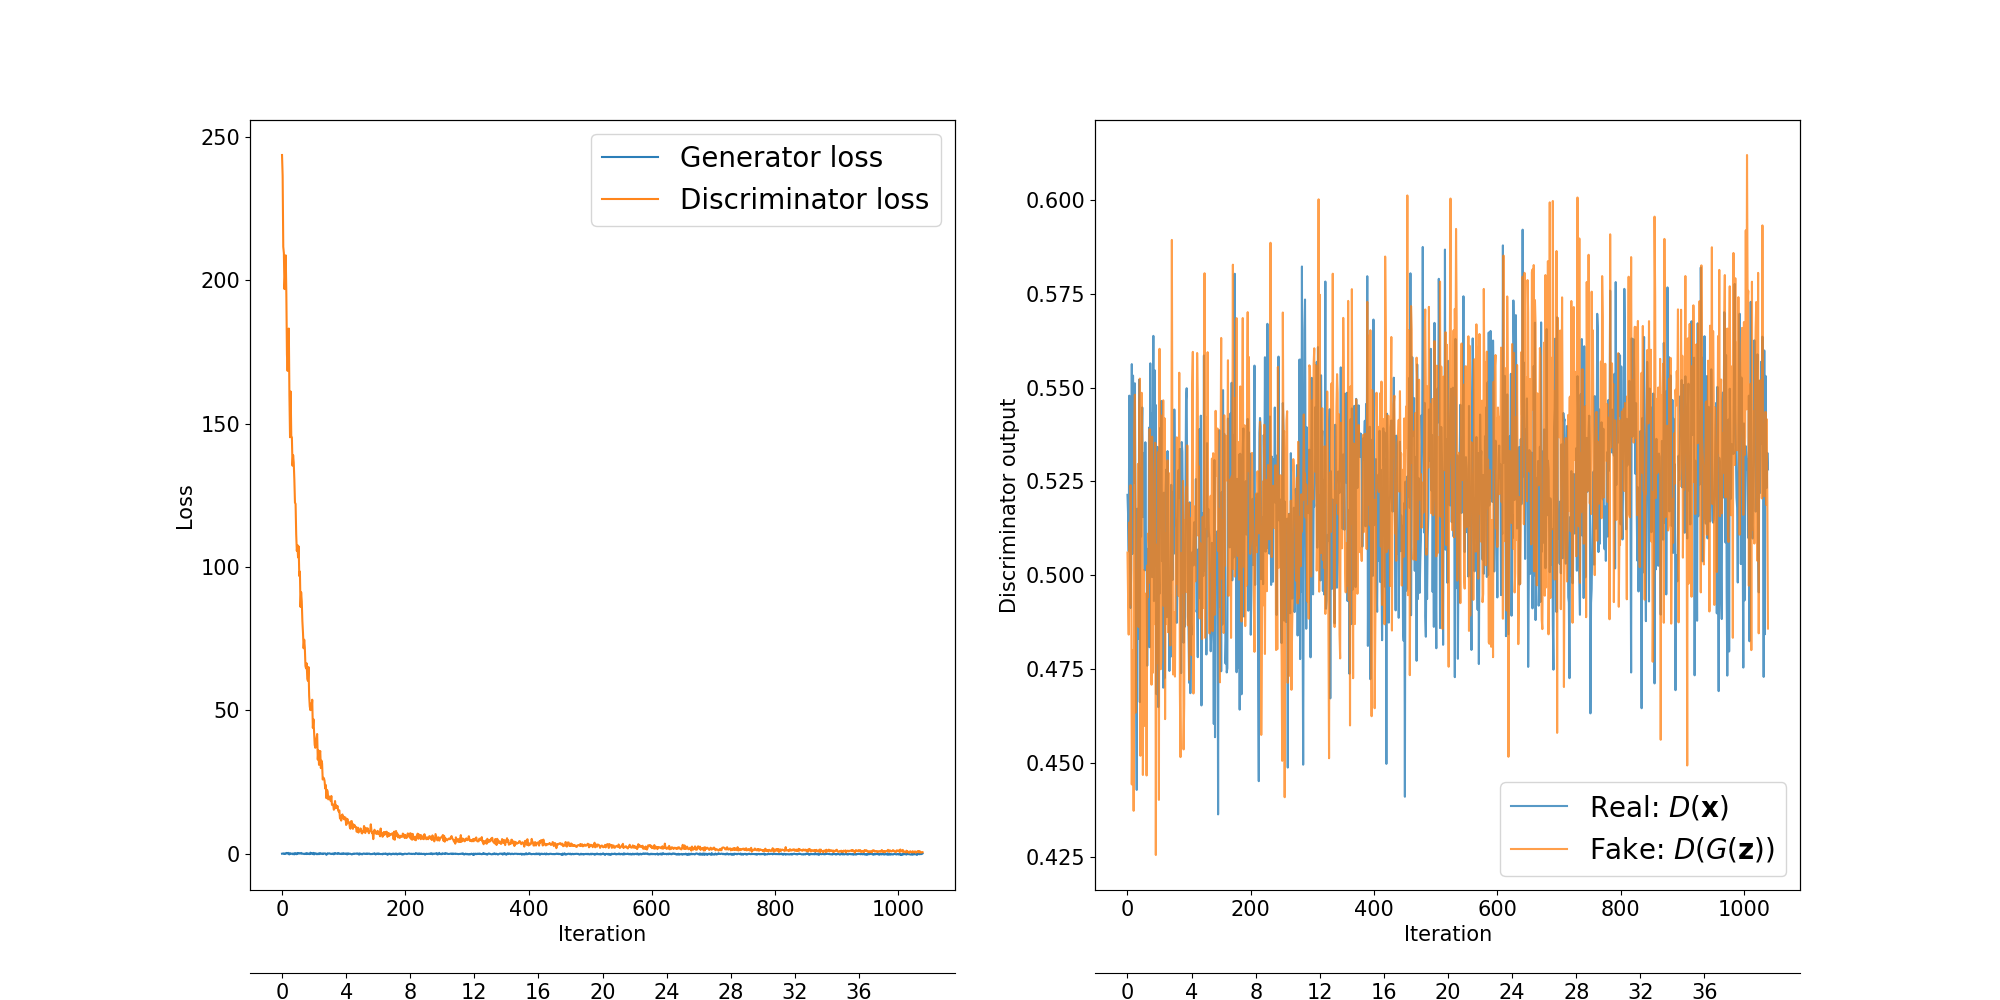 250
200
150
100
50
0
Loss
Generator loss
Discriminator loss
0 200 400 600 800 1000
Iteration
0 4 8 12 16 20 24 28 32 36
0.600
0.575
0.550
0.525
0.500
0.475
0.450
0.425
Discriminator output
Real: D(x)
Fake: D(G(z))
0 200 400 600 800 1000
Iteration
0 4 8 12 16 20 24 28 32 36